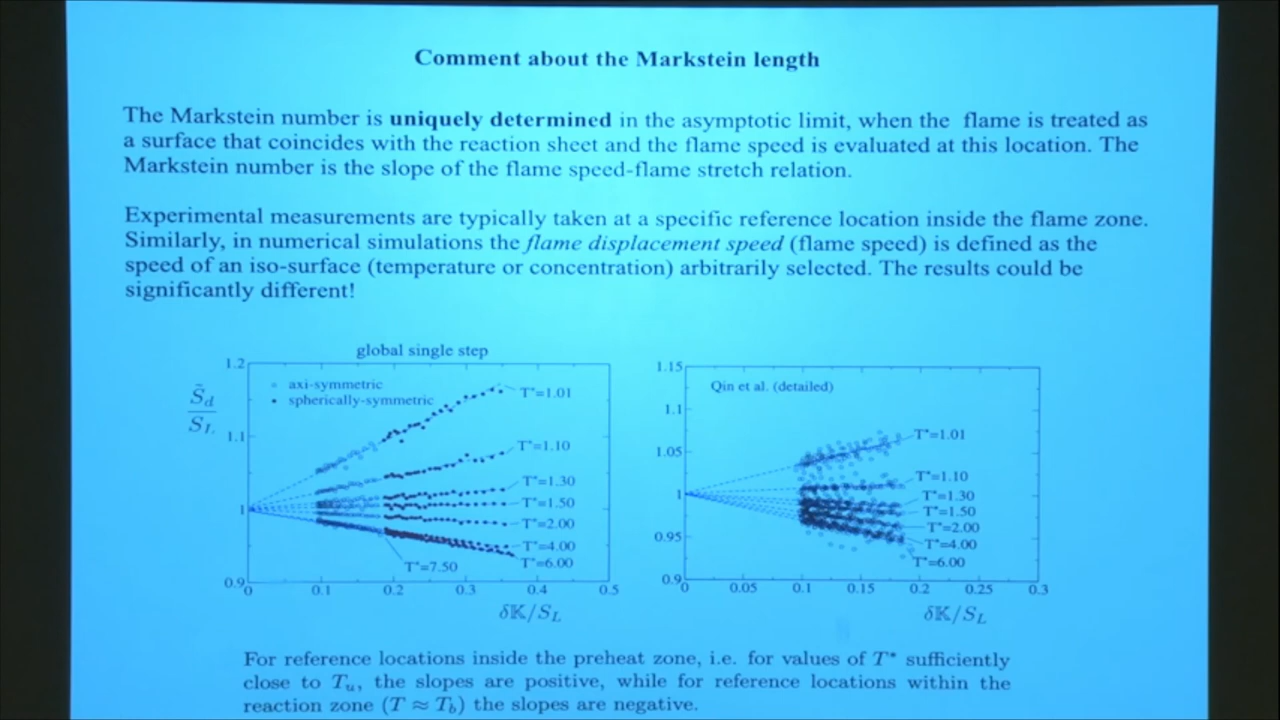 Comment about the Markstein length
The Markstein number is uniquely determined in the asymptotic limit, when the flame is treated as
a surface that coincides with the reaction sheet and the flame speed is evaluated at this location. The
Markstein number is the slope of the flame speed-flame stretch relation.
Experimental measurements are typically taken at a specific reference location inside the flame zone.
Similarly, in numerical simulations the flame displacement speed (flame speed) is defined as the
speed of an iso-surface (temperature or concentration) arbitrarily selected. The results could be
significantly different!
global single step
1.2
axi-symmetric
spherically-symmetric
S̃d
SL
1.1
1
0.9
T*=1.01
T*=1.10
T*=1.30
T*=1.50
T*=2.00
T*=4.00
T*=6.00
T*=7.50
0 0.1 0.2 0.3 0.4 0.5
δ𝕂/SL
1.15
Qin et al. (detailed)
1.1
1.05
1
0.95
0.9
T*=1.01
T*=1.10
T*=1.30
T*=1.50
T*=2.00
T*=4.00
T*=6.00
0 0.05 0.1 0.15 0.2 0.25 0.3
δ𝕂/SL
For reference locations inside the preheat zone, i.e. for values of T* sufficiently
close to Tu, the slopes are positive, while for reference locations within the
reaction zone (T ≈ Tb) the slopes are negative.